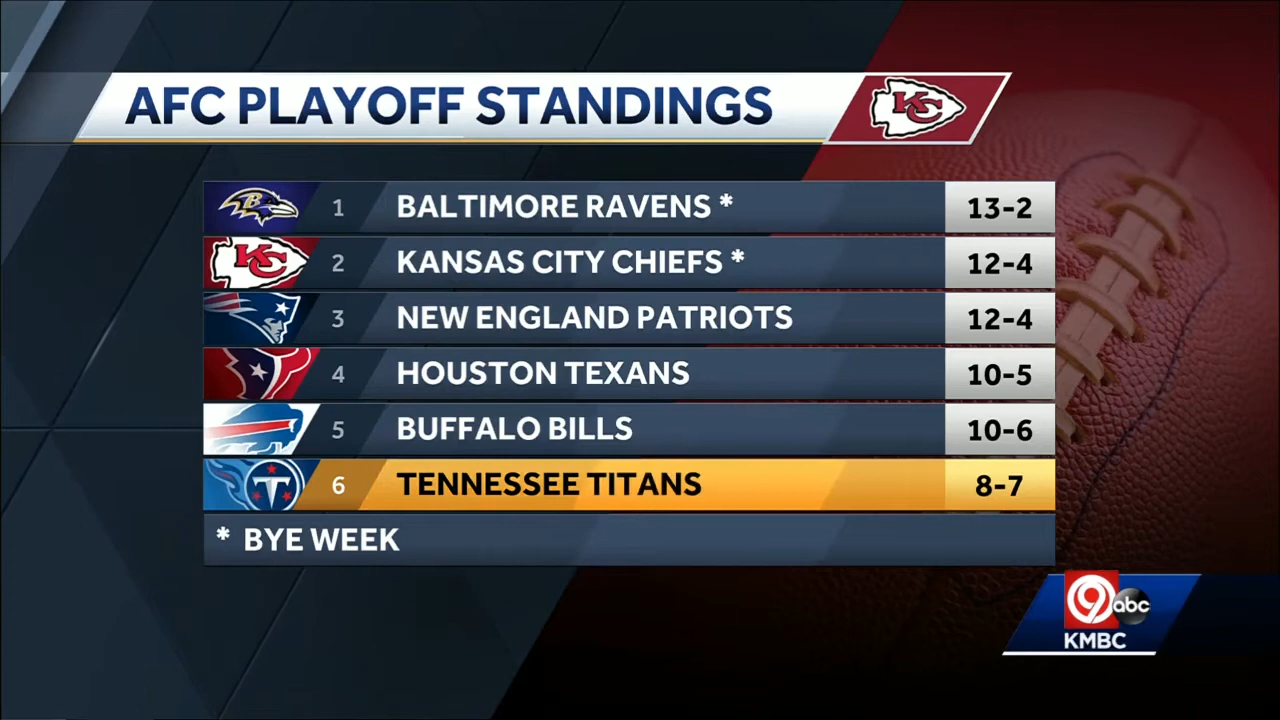 AFC PLAYOFF STANDINGS KC
B 1 BALTIMORE RAVENS * 13-2
KC 2 KANSAS CITY CHIEFS * 12-4
3 NEW ENGLAND PATRIOTS 12-4
4 HOUSTON TEXANS 10-5
5 BUFFALO BILLS 10-6
T 6 TENNESSEE TITANS 8-7
* BYE WEEK
9 abc
KMBC